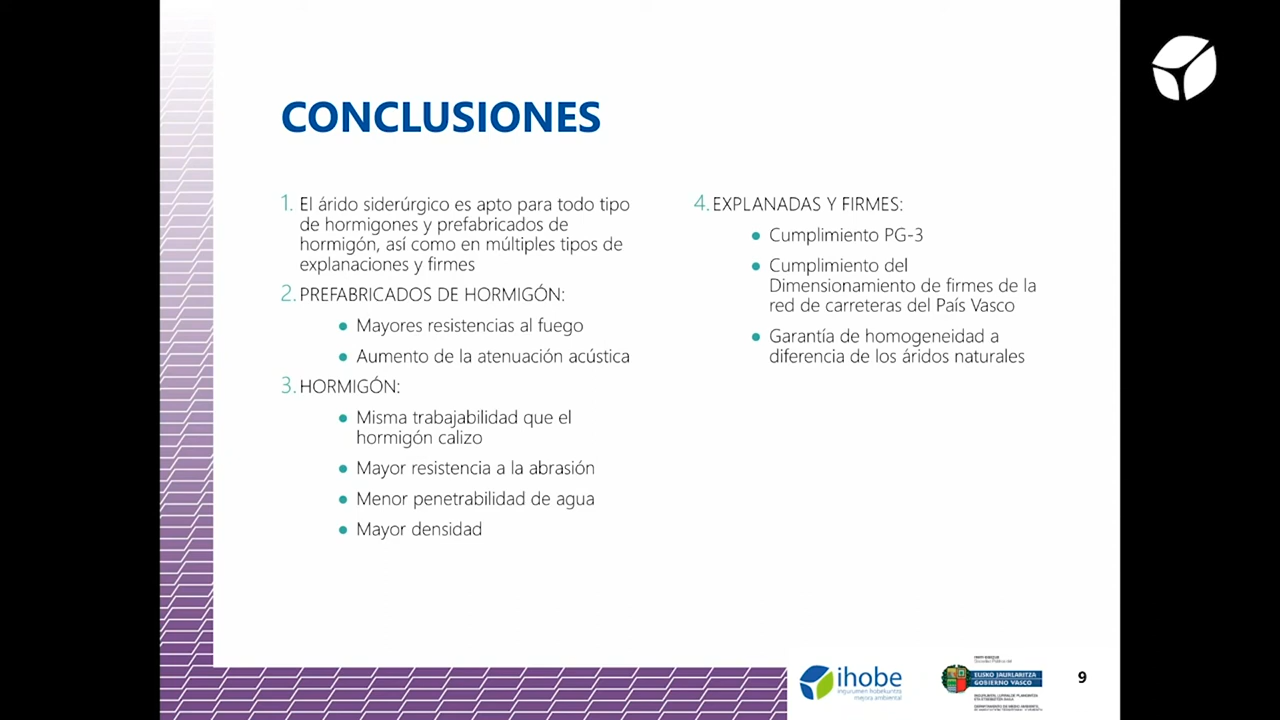 CONCLUSIONES
1. El árido siderúrgico es apto para todo tipo
de hormigones y prefabricados de
hormigón, así como en múltiples tipos de
explanaciones y firmes
2. PREFABRICADOS DE HORMIGÓN:
● Mayores resistencias al fuego
● Aumento de la atenuación acústica
3. HORMIGÓN:
● Misma trabajabilidad que el
hormigón calizo
● Mayor resistencia a la abrasión
● Menor penetrabilidad de agua
● Mayor densidad
4. EXPLANADAS Y FIRMES:
● Cumplimiento PG-3
● Cumplimiento del
Dimensionamiento de firmes de la
red de carreteras del País Vasco
● Garantía de homogeneidad a
diferencia de los áridos naturales
ihobe
ingurumen hobekuntza
mejora ambiental
EUSKO JAURLARITZA
GOBIERNO VASCO
9